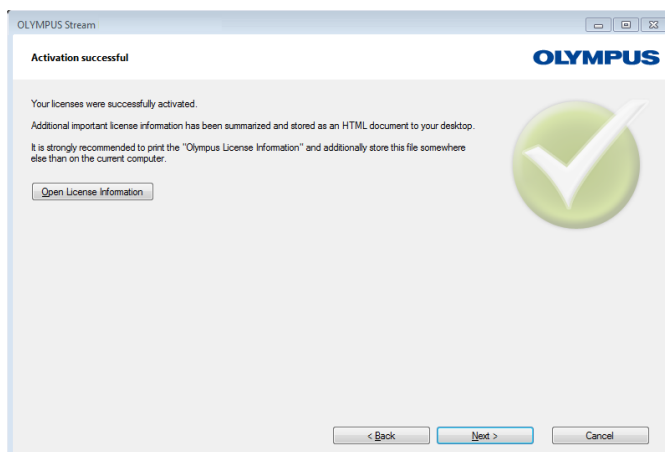 OLYMPUS Stream
Activation successful
OLYMPUS
Your licenses were successfully activated.
Additional important license information has been summarized and stored as an HTML document to your desktop.
It is strongly recommended to print the "Olympus License Information" and additionally store this file somewhere
else than on the current computer.
Open License Information
< Back
Next >
Cancel